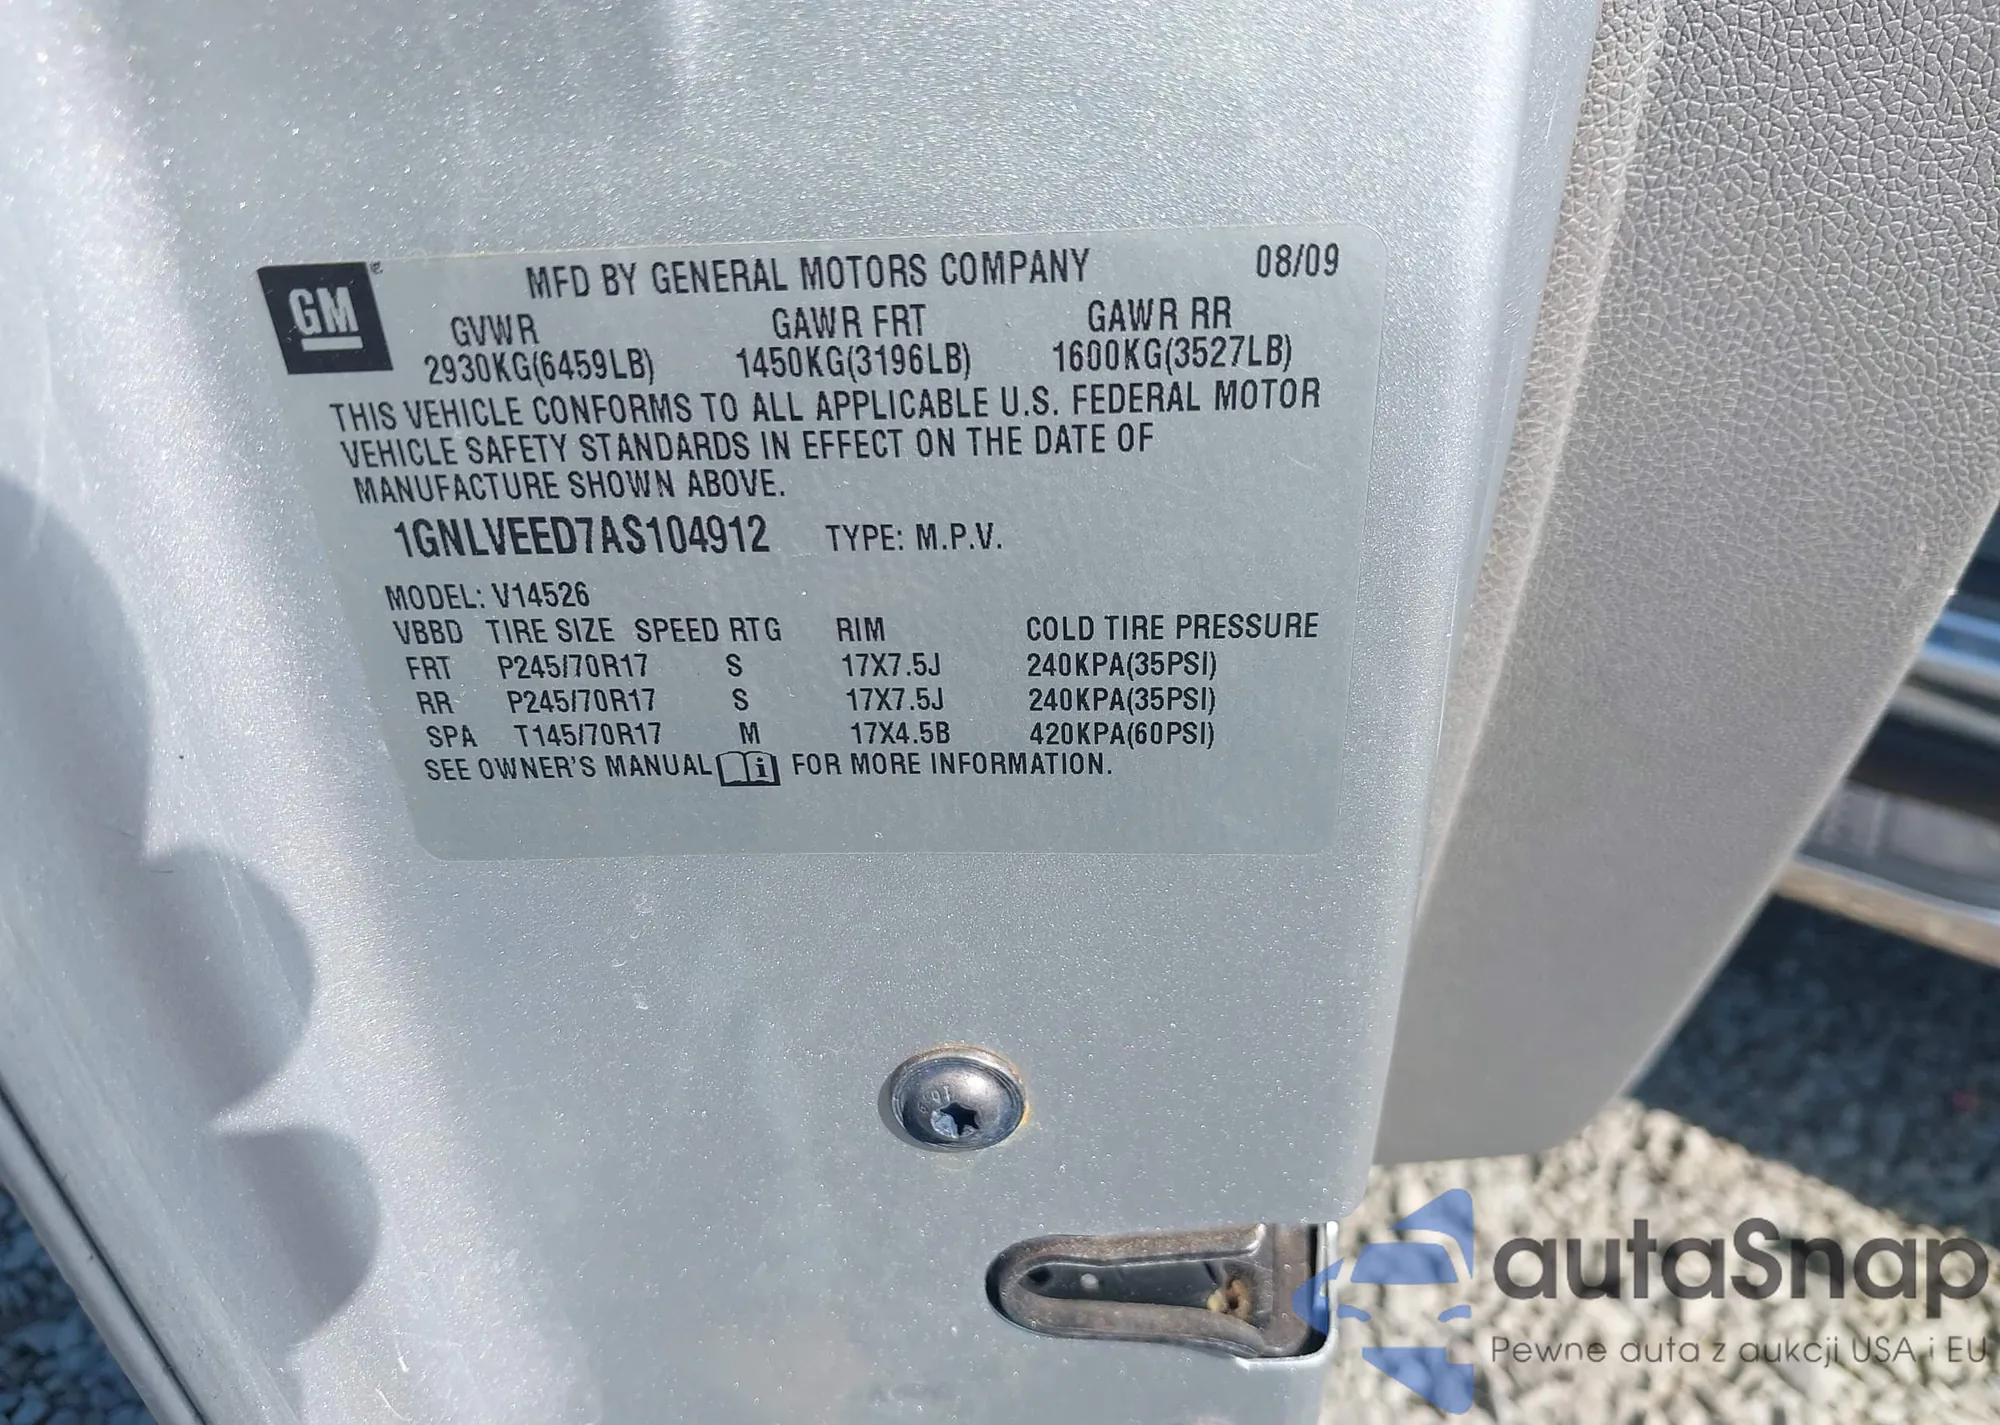 GM
MFD BY GENERAL MOTORS COMPANY 08/09
GVWR GAWR FRT GAWR RR
2930KG(6459LB) 1450KG(3196LB) 1600KG(3527LB)
THIS VEHICLE CONFORMS TO ALL APPLICABLE U.S. FEDERAL MOTOR
VEHICLE SAFETY STANDARDS IN EFFECT ON THE DATE OF
MANUFACTURE SHOWN ABOVE.
1GNLVEED7AS104912 TYPE: M.P.V.
MODEL: V14526
VBBD TIRE SIZE SPEED RTG RIM COLD TIRE PRESSURE
FRT P245/70R17 S 17X7.5J 240KPA(35PSI)
RR P245/70R17 S 17X7.5J 240KPA(35PSI)
SPA T145/70R17 M 17X4.5B 420KPA(60PSI)
SEE OWNER'S MANUAL i FOR MORE INFORMATION.
autaSnap
Pewne auta z aukcji USA i EU